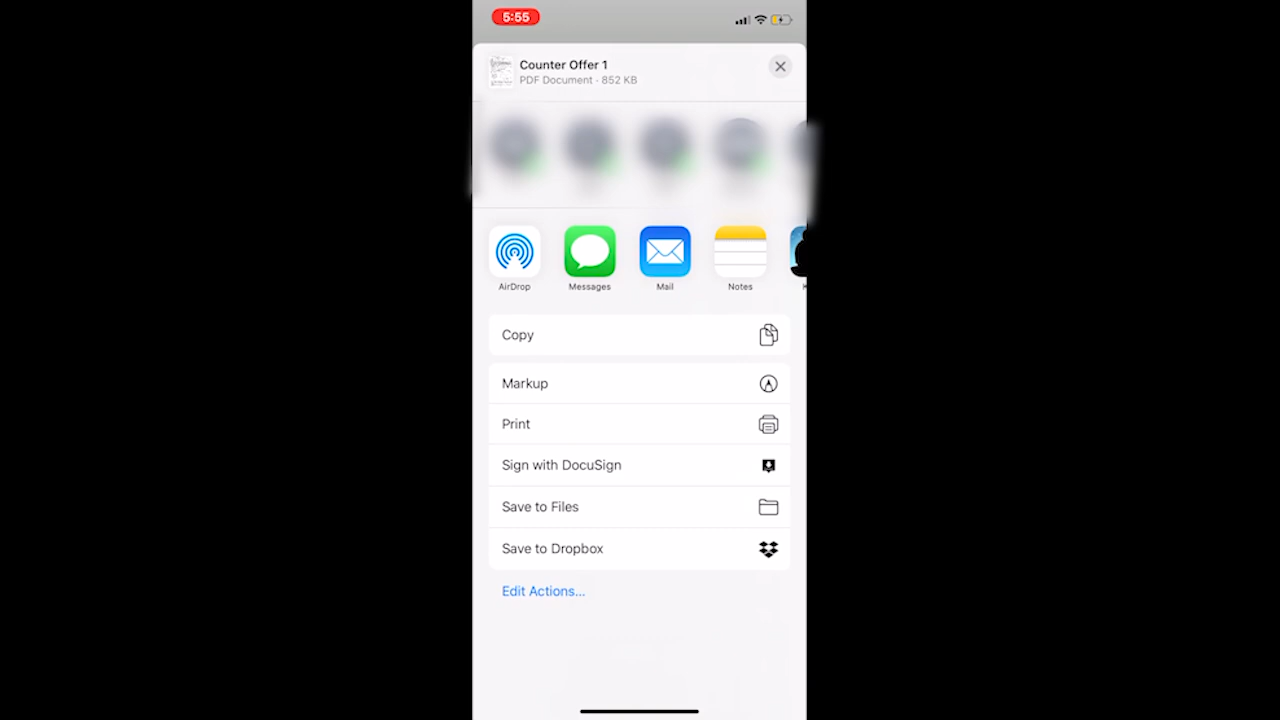 5:55
Counter Offer 1
PDF Document · 852 KB
AirDrop
Messages
Mail
Notes
Copy
Markup
Print
Sign with DocuSign
Save to Files
Save to Dropbox
Edit Actions...